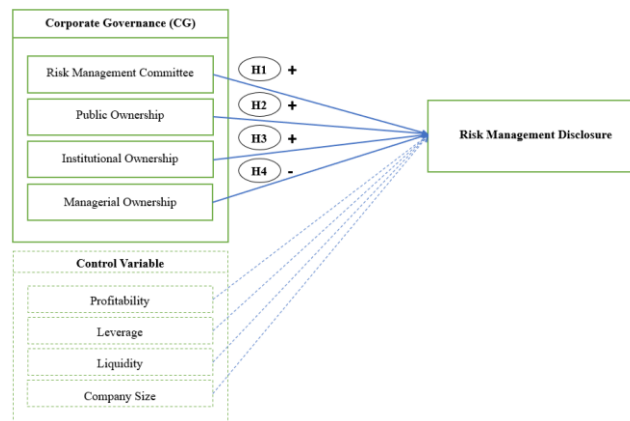 Corporate Governance (CG)
Risk Management Committee
H1 +
Public Ownership
H2 +
Institutional Ownership
H3 +
Managerial Ownership
H4 -
Risk Management Disclosure
Control Variable
Profitability
Leverage
Liquidity
Company Size